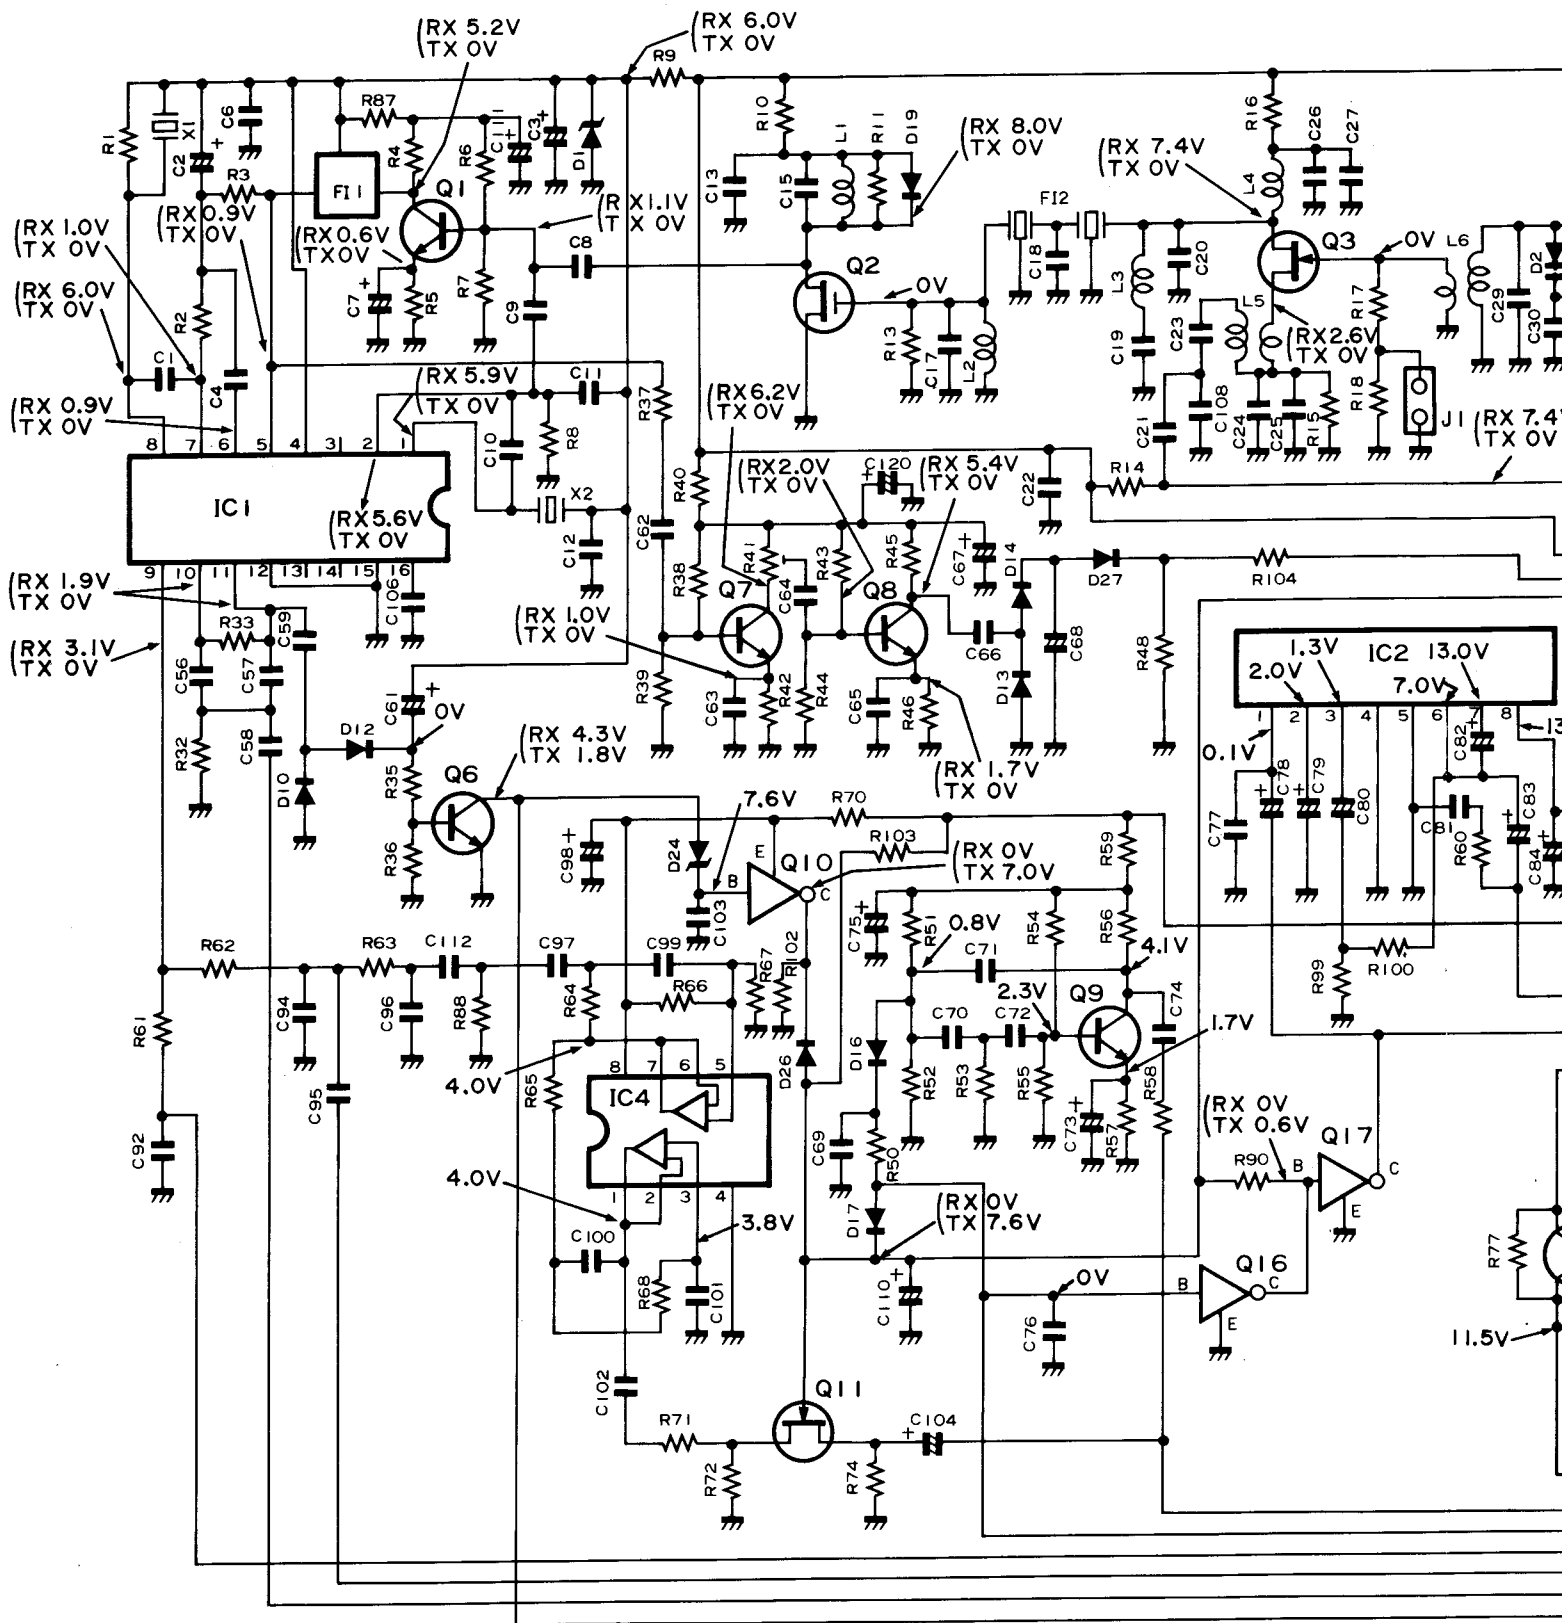 (RX 5.2V
(TX 0V
(RX 6.0V
(TX 0V
R9
R1
X1
C2
C6
R87
R4
R6
C111
C3
D1
R10
C13
C15
L1
R11
D19
(RX 8.0V
(TX 0V
(RX 7.4V
(TX 0V
R16
C26
C27
L4
R3
FI1
Q1
(RX 1.0V
(TX 0V
(RX 0.9V
(TX 0V
(RX 0.6V
(TX 0V
(RX 1.1V
(TX 0V
C8
Q2
0V
FI2
C18
L3
C20
Q3
0V
L6
D2
C29
C30
(RX 6.0V
(TX 0V
R2
C7
R5
R7
C9
R13
C17
L2
C19
C23
L5
(RX 2.6V
(TX 0V
R17
R18
C1
C4
(RX 0.9V
(TX 0V
(RX 5.9V
(TX 0V
C11
R37
(RX 6.2V
(TX 0V
C21
C108
C24
C25
R15
J1
(RX 7.4V
(TX 0V
8 7 6 5 4 3 2 1
C10
R8
IC1
(RX 5.6V
(TX 0V
X2
C12
C62
R40
(RX 2.0V
(TX 0V
C120
(RX 5.4V
(TX 0V
C22
R14
9 10 11 12 13 14 15 16
R38
R41
C64
R43
R45
C67
D14
D27
R104
(RX 1.9V
(TX 0V
R33
C59
C106
Q7
Q8
(RX 1.0V
(TX 0V
C66
C68
R48
(RX 3.1V
(TX 0V
C56
C57
R39
C63
R42
R44
C65
R46
D13
IC2
2.0V
1.3V
13.0V
7.0V
1 2 3 4 5 6 7 8
R32
C58
D12
C61
0V
D10
R35
R36
Q6
(RX 4.3V
(TX 1.8V
(RX 1.7V
(TX 0V
0.1V
13
C77
C78
C79
C80
C81
R60
C82
C83
C84
7.6V
C98
D24
E
B
C
Q10
R70
R103
(RX 0V
(TX 7.0V
C103
R102
C75
R51
0.8V
R54
R59
R56
4.1V
R99
R100
R62
R63
C112
C97
C99
R67
R64
R66
C71
2.3V
Q9
C74
1.7V
C94
C96
R88
R61
C95
C92
R65
4.0V
8 7 6 5
IC4
4.0V
1 2 3 4
3.8V
D26
D16
C70
C72
R52
R53
R55
C73
R57
R58
C69
R50
D17
(RX 0V
(TX 7.6V
(RX 0V
(TX 0.6V
R90
B
Q17
C
E
C100
R68
C101
C110
0V
C76
B
Q16
C
E
R77
11.5V
C102
R71
R72
Q11
R74
C104